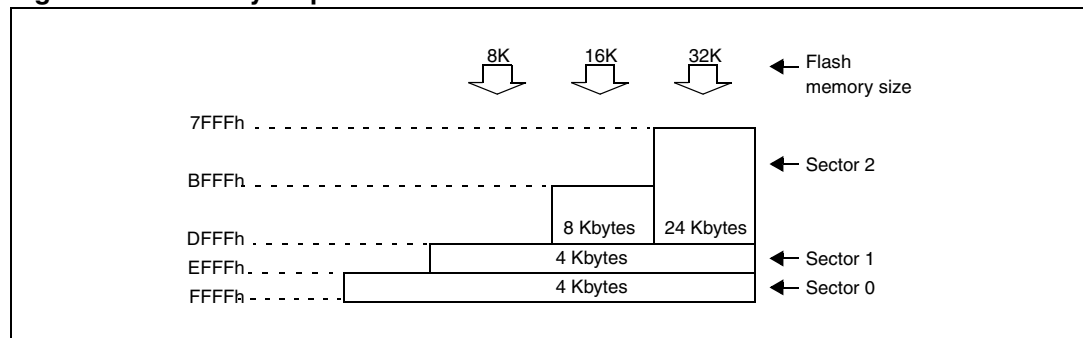 8K 16K 32K Flash
memory size
7FFFh
Sector 2
BFFFh
8 Kbytes 24 Kbytes
DFFFh
4 Kbytes Sector 1
EFFFh
4 Kbytes Sector 0
FFFFh